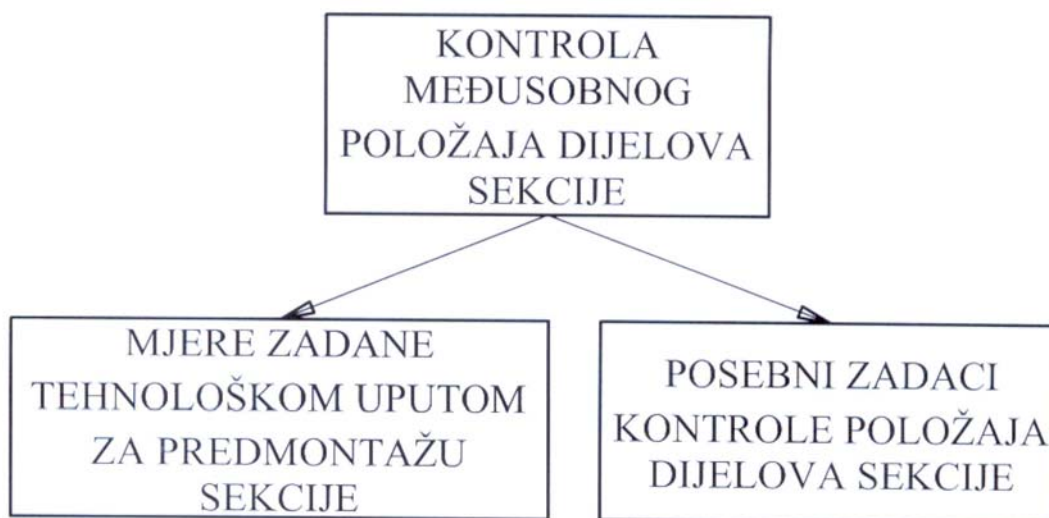 KONTROLA
MEĐUSOBNOG
POLOŽAJA DIJELOVA
SEKCIJE
MJERE ZADANE
TEHNOLOŠKOM UPUTOM
ZA PREDMONTAŽU
SEKCIJE
POSEBNI ZADACI
KONTROLE POLOŽAJA
DIJELOVA SEKCIJE